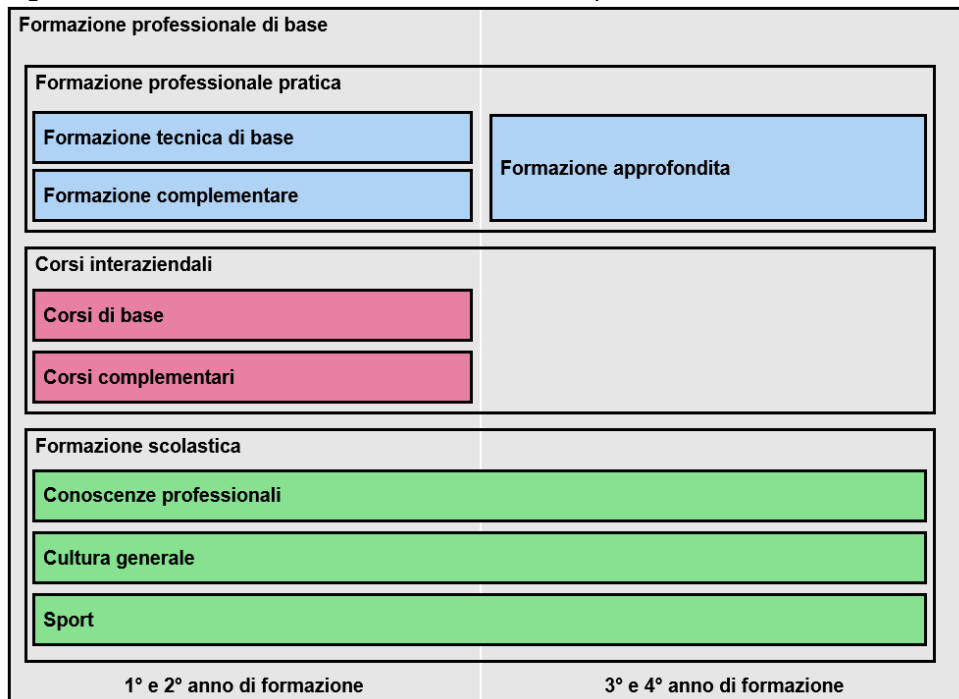 Formazione professionale di base
Formazione professionale pratica
Formazione tecnica di base
Formazione complementare
Formazione approfondita
Corsi interaziendali
Corsi di base
Corsi complementari
Formazione scolastica
Conoscenze professionali
Cultura generale
Sport
1° e 2° anno di formazione
3° e 4° anno di formazione